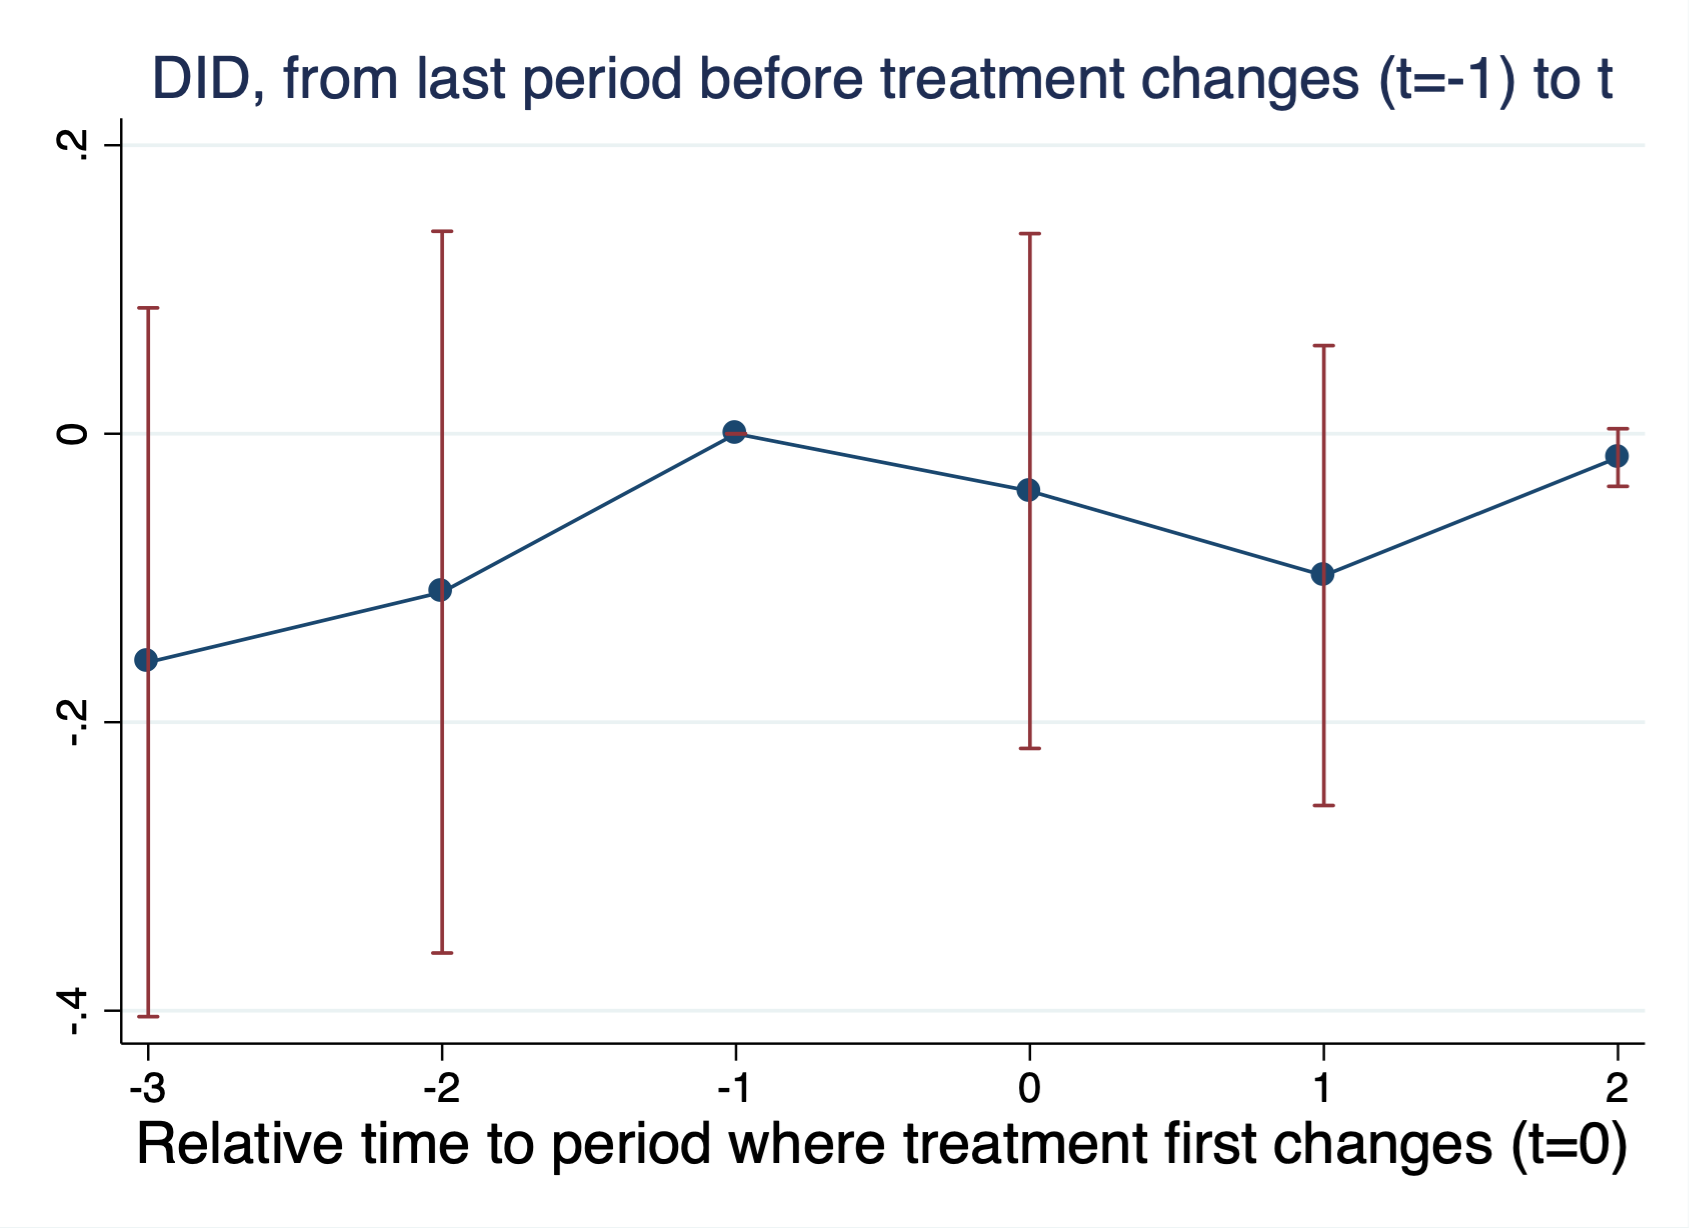 DID, from last period before treatment changes (t=-1) to t
.2
0
-.2
-.4
-3 -2 -1 0 1 2
Relative time to period where treatment first changes (t=0)